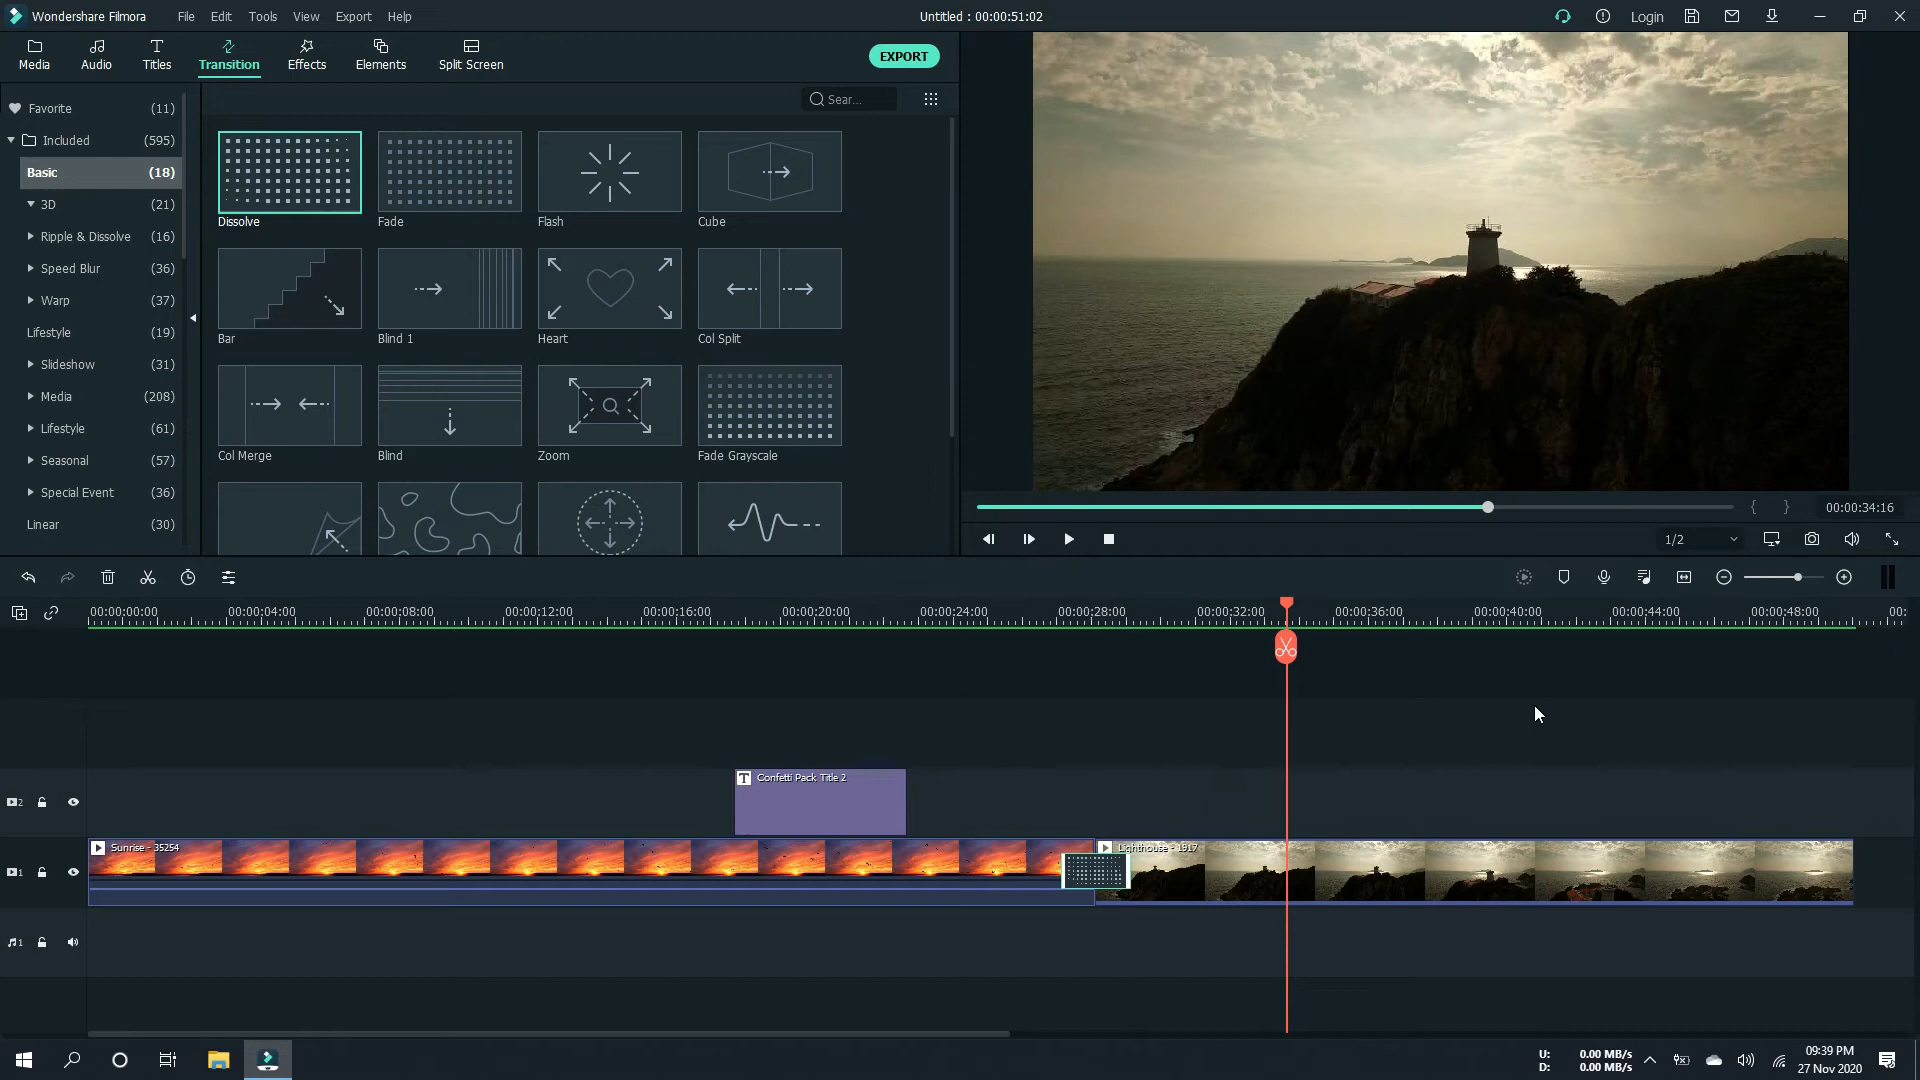 Wondershare Filmora File Edit Tools View Export Help Untitled : 00:00:51:02 Login
Media Audio Titles Transition Effects Elements Split Screen EXPORT
Favorite (11)
Included (595)
Basic (18)
3D (21)
Ripple & Dissolve (16)
Speed Blur (36)
Warp (37)
Lifestyle (19)
Slideshow (31)
Media (208)
Lifestyle (61)
Seasonal (57)
Special Event (36)
Linear (30)
Sear...
Dissolve Fade Flash Cube
Bar Blind 1 Heart Col Split
Col Merge Blind Zoom Fade Grayscale
{ } 00:00:34:16
1/2
00:00:00:00 00:00:04:00 00:00:08:00 00:00:12:00 00:00:16:00 00:00:20:00 00:00:24:00 00:00:28:00 00:00:32:00 00:00:36:00 00:00:40:00 00:00:44:00 00:00:48:00 00:
2 T Confetti Pack Title 2
1 Sunrise - 35254 Lighthouse - 1917
1
U: 0.00 MB/s
D: 0.00 MB/s
09:39 PM
27 Nov 2020